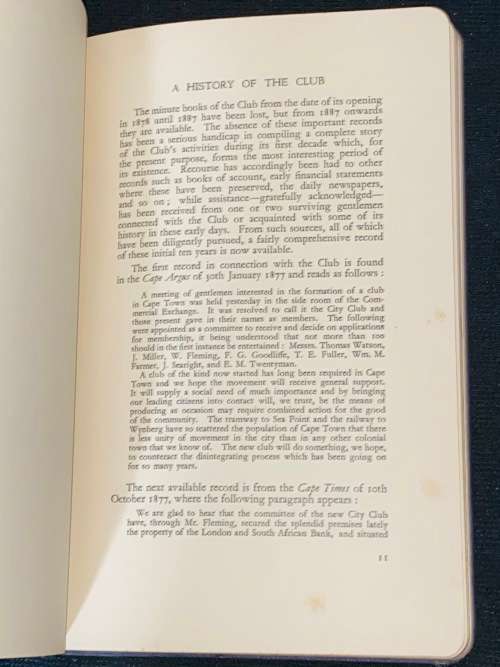 A HISTORY OF THE CLUB
The minute books of the Club from the date of its opening
in 1878 until 1887 have been lost, but from 1887 onwards
they are available. The absence of these important records
has been a serious handicap in compiling a complete story
of the Club's activities during its first decade which, for
the present purpose, forms the most interesting period of
its existence. Recourse has accordingly been had to other
records such as books of account, early financial statements
where these have been preserved, the daily newspapers,
and so on; while assistance—gratefully acknowledged—
has been received from one or two surviving gentlemen
connected with the Club or acquainted with some of its
history in these early days. From such sources, all of which
have been diligently pursued, a fairly comprehensive record
of these initial ten years is now available.
The first record in connection with the Club is found
in the Cape Argus of 30th January 1877 and reads as follows:
A meeting of gentlemen interested in the formation of a club
in Cape Town was held yesterday in the side room of the Com-
mercial Exchange. It was resolved to call it the City Club and
those present gave in their names as members. The following
were appointed as a committee to receive and decide on applications
for membership, it being understood that not more than 100
should in the first instance be entertained: Messrs. Thomas Watson,
J. Miller, W. Fleming, F. G. Goodliffe, T. E. Fuller, Wm. M.
Farmer, J. Searight, and E. M. Twentyman.
A club of the kind now started has long been required in Cape
Town and we hope the movement will receive general support.
It will supply a social need of much importance and by bringing
our leading citizens into contact will, we trust, be the means of
producing as occasion may require combined action for the good
of the community. The tramway to Sea Point and the railway to
Wynberg have so scattered the population of Cape Town that there
is less unity of movement in the city than in any other colonial
town that we know of. The new club will do something, we hope,
to counteract the disintegrating process which has been going on
for so many years.
The next available record is from the Cape Times of 10th
October 1877, where the following paragraph appears:
We are glad to hear that the committee of the new City Club
have, through Mr. Fleming, secured the splendid premises lately
the property of the London and South African Bank, and situated
11